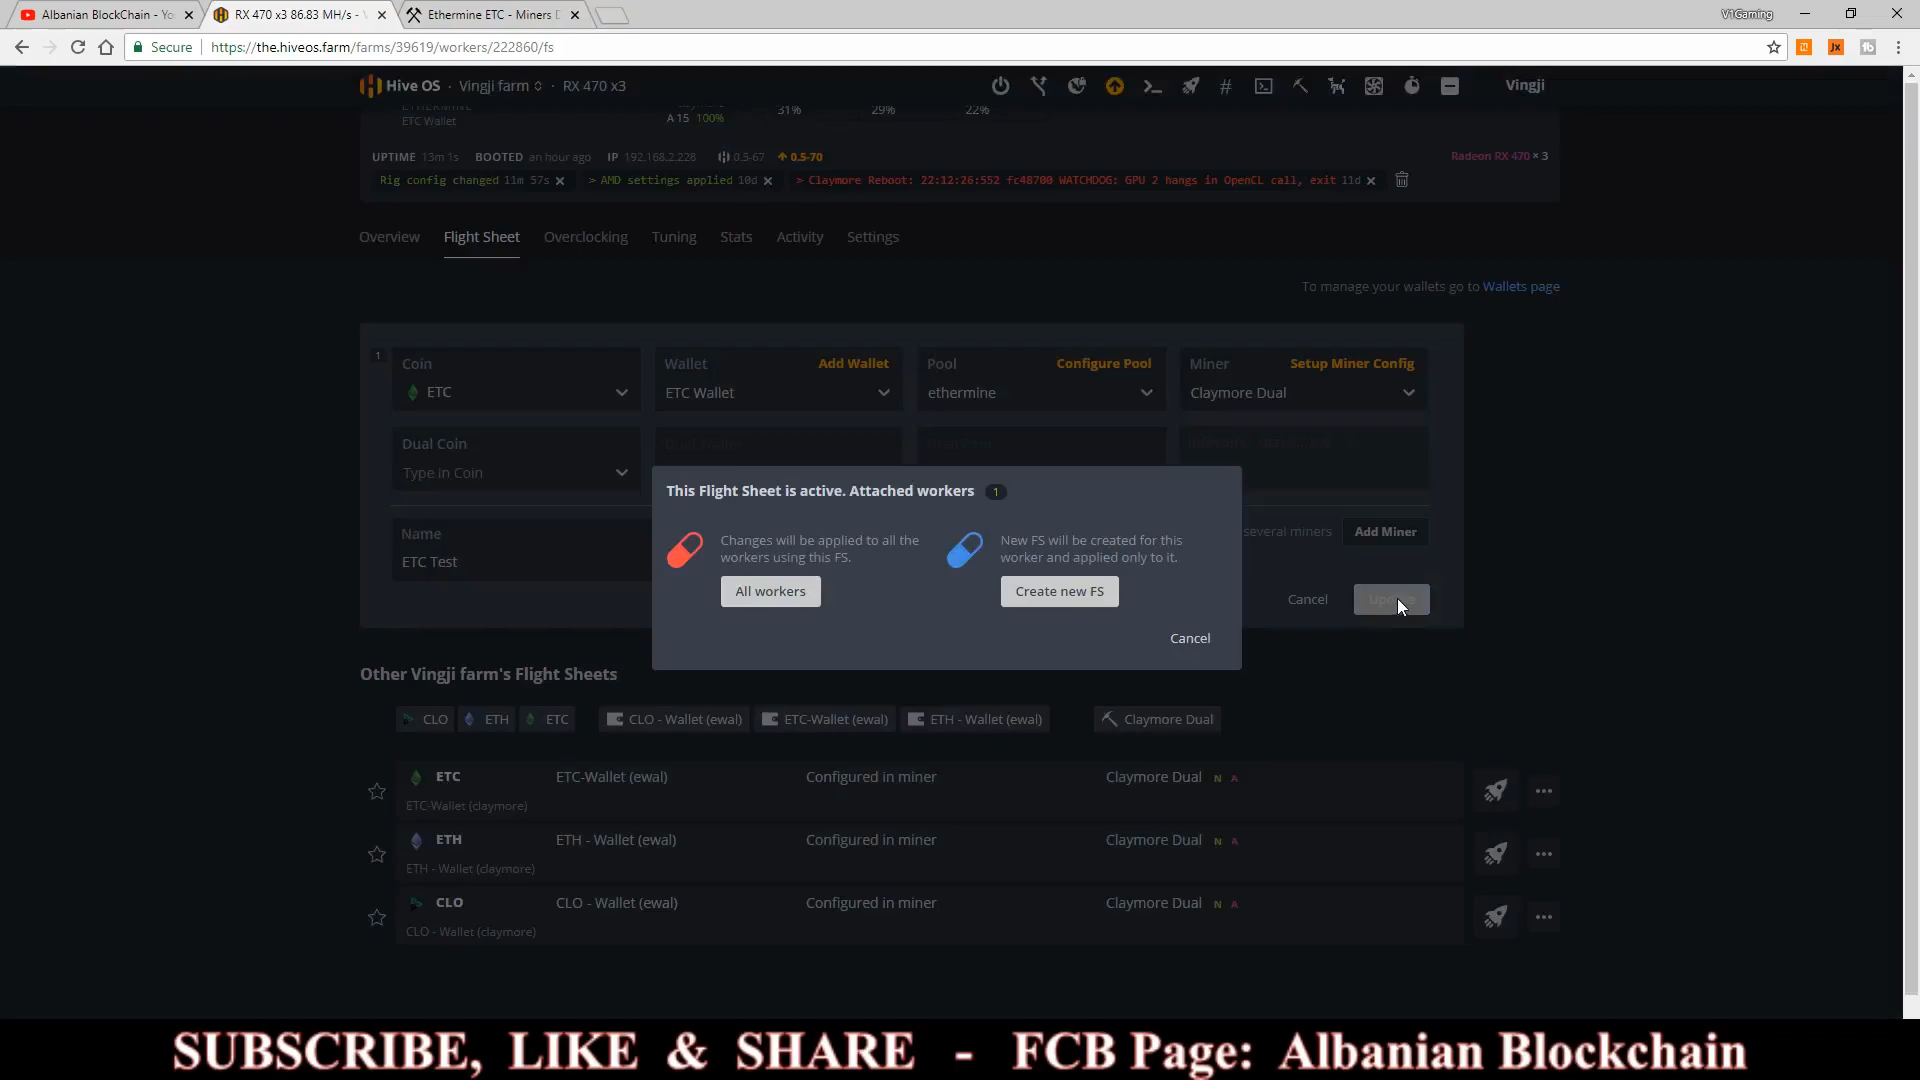 Albanian BlockChain - Yo
RX 470 x3 86.83 MH/s -
Ethermine ETC - Miners D
V1Gaming
Secure
https://the.hiveos.farm/farms/39619/workers/222860/fs
Hive OS · Vingji farm · RX 470 x3
Vingji
ETHERMINE
ETC Wallet
A 15 100%
31% 29% 22%
UPTIME 13m 1s BOOTED an hour ago IP 192.168.2.228 0.5-67 0.5-70
Radeon RX 470 × 3
Rig config changed 11m 57s ×
> AMD settings applied 10d ×
> Claymore Reboot: 22:12:26:552 fc48700 WATCHDOG: GPU 2 hangs in OpenCL call, exit 11d ×
Overview Flight Sheet Overclocking Tuning Stats Activity Settings
To manage your wallets go to Wallets page
1
Coin
ETC
Wallet Add Wallet
ETC Wallet
Pool Configure Pool
ethermine
Miner Setup Miner Config
Claymore Dual
Dual Coin
Type in Coin
Name
ETC Test
several miners
Add Miner
Cancel
This Flight Sheet is active. Attached workers 1
Changes will be applied to all the
workers using this FS.
All workers
New FS will be created for this
worker and applied only to it.
Create new FS
Cancel
Other Vingji farm's Flight Sheets
CLO ETH ETC CLO - Wallet (ewal) ETC-Wallet (ewal) ETH - Wallet (ewal) Claymore Dual
ETC ETC-Wallet (ewal) Configured in miner Claymore Dual N A
ETC-Wallet (claymore)
ETH ETH - Wallet (ewal) Configured in miner Claymore Dual N A
ETH - Wallet (claymore)
CLO CLO - Wallet (ewal) Configured in miner Claymore Dual N A
CLO - Wallet (claymore)
SUBSCRIBE, LIKE & SHARE - FCB Page: Albanian Blockchain